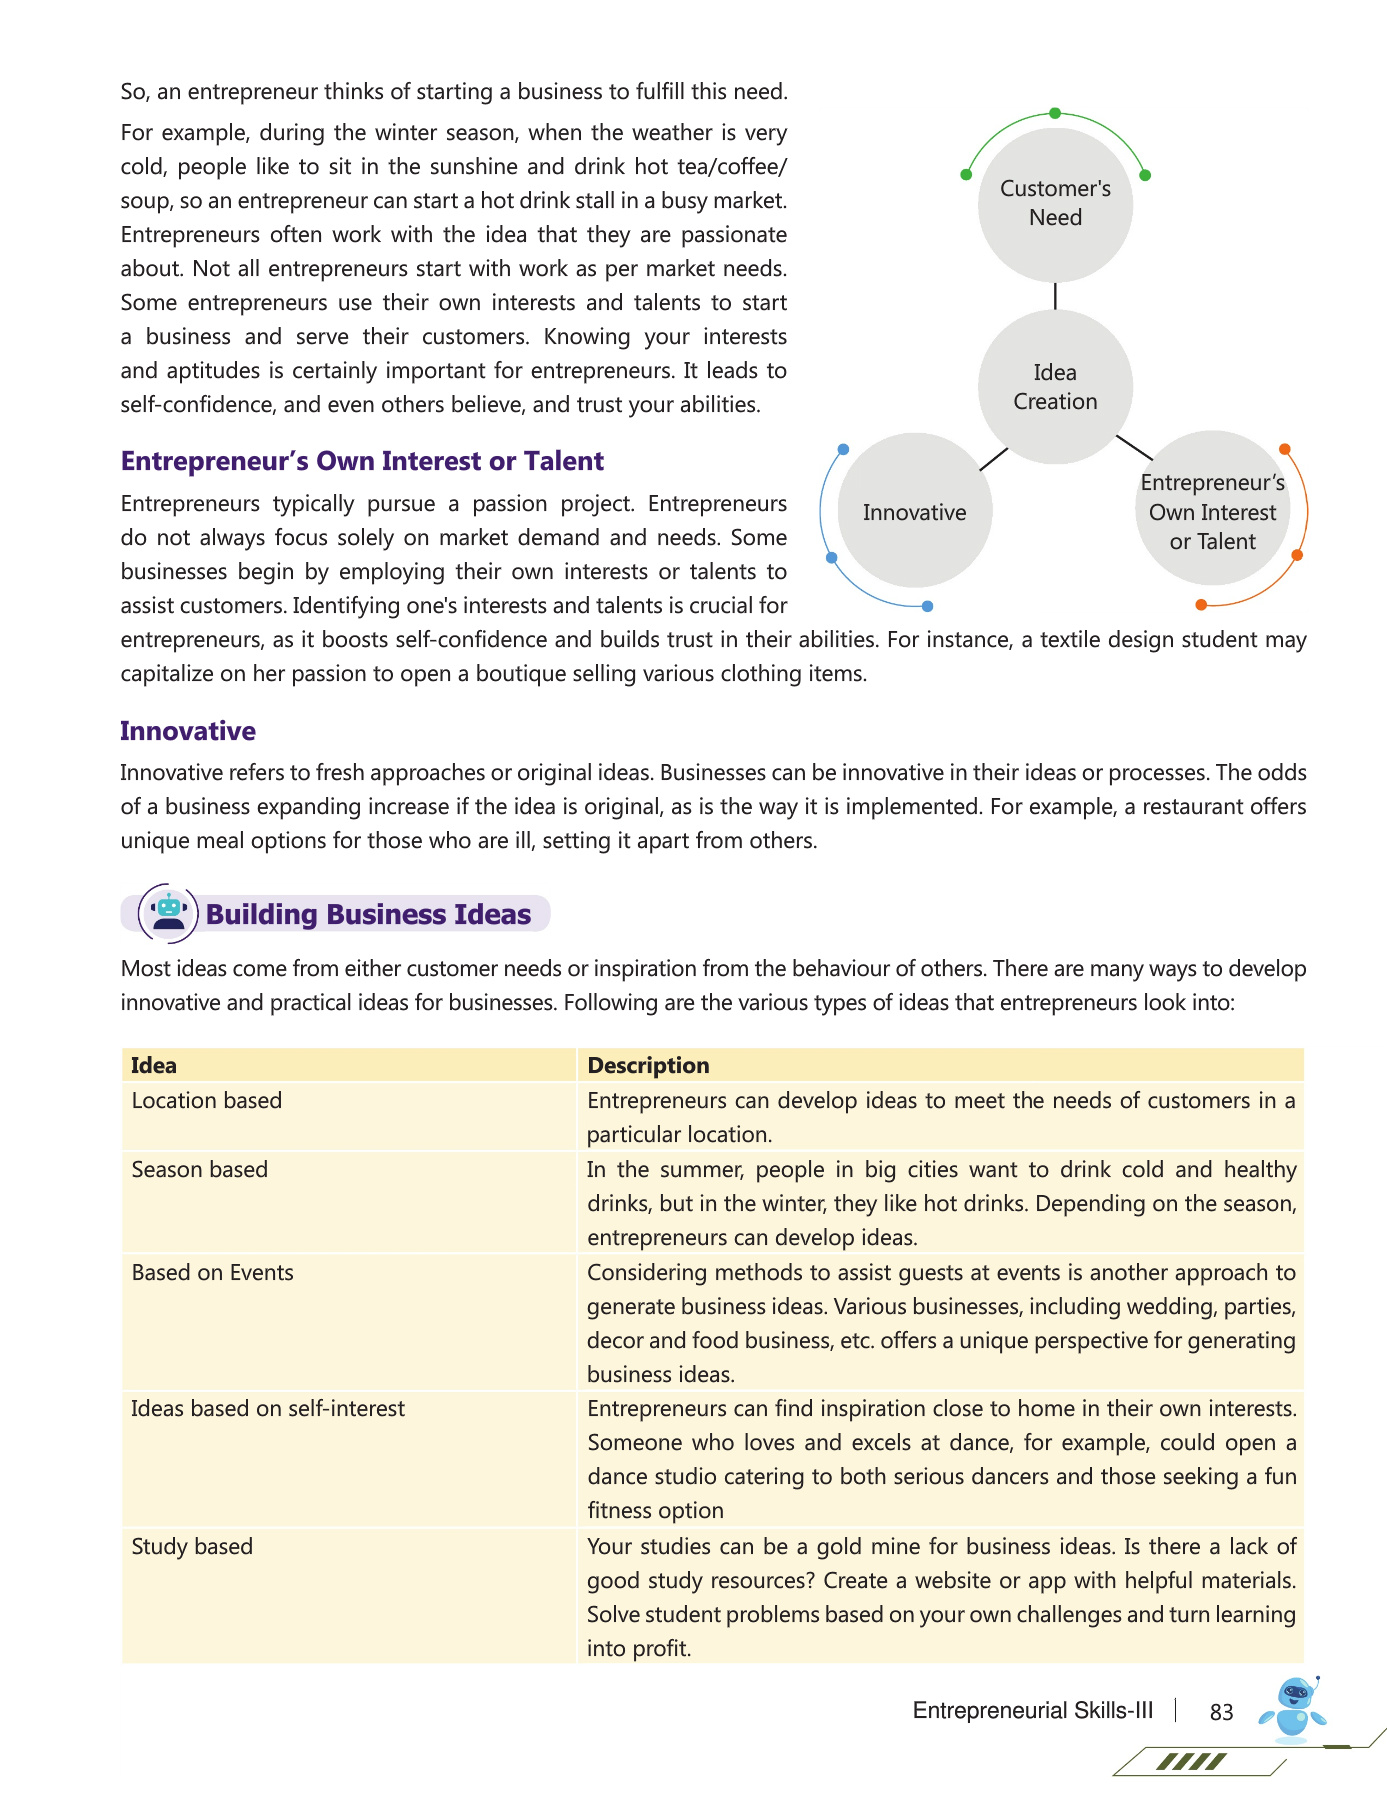 So, an entrepreneur thinks of starting a business to fulfill this need.
For example, during the winter season, when the weather is very
cold, people like to sit in the sunshine and drink hot tea/coffee/
soup, so an entrepreneur can start a hot drink stall in a busy market.
Entrepreneurs often work with the idea that they are passionate
about. Not all entrepreneurs start with work as per market needs.
Some entrepreneurs use their own interests and talents to start
a business and serve their customers. Knowing your interests
and aptitudes is certainly important for entrepreneurs. It leads to
self-confidence, and even others believe, and trust your abilities.
Customer's
Need
Idea
Creation
Innovative
Entrepreneur’s
Own Interest
or Talent
Entrepreneur’s Own Interest or Talent
Entrepreneurs typically pursue a passion project. Entrepreneurs
do not always focus solely on market demand and needs. Some
businesses begin by employing their own interests or talents to
assist customers. Identifying one's interests and talents is crucial for
entrepreneurs, as it boosts self-confidence and builds trust in their abilities. For instance, a textile design student may
capitalize on her passion to open a boutique selling various clothing items.
Innovative
Innovative refers to fresh approaches or original ideas. Businesses can be innovative in their ideas or processes. The odds
of a business expanding increase if the idea is original, as is the way it is implemented. For example, a restaurant offers
unique meal options for those who are ill, setting it apart from others.
Building Business Ideas
Most ideas come from either customer needs or inspiration from the behaviour of others. There are many ways to develop
innovative and practical ideas for businesses. Following are the various types of ideas that entrepreneurs look into:
Idea
Description
Location based
Entrepreneurs can develop ideas to meet the needs of customers in a
particular location.
Season based
In the summer, people in big cities want to drink cold and healthy
drinks, but in the winter, they like hot drinks. Depending on the season,
entrepreneurs can develop ideas.
Based on Events
Considering methods to assist guests at events is another approach to
generate business ideas. Various businesses, including wedding, parties,
decor and food business, etc. offers a unique perspective for generating
business ideas.
Ideas based on self-interest
Entrepreneurs can find inspiration close to home in their own interests.
Someone who loves and excels at dance, for example, could open a
dance studio catering to both serious dancers and those seeking a fun
fitness option
Study based
Your studies can be a gold mine for business ideas. Is there a lack of
good study resources? Create a website or app with helpful materials.
Solve student problems based on your own challenges and turn learning
into profit.
Entrepreneurial Skills-III
83